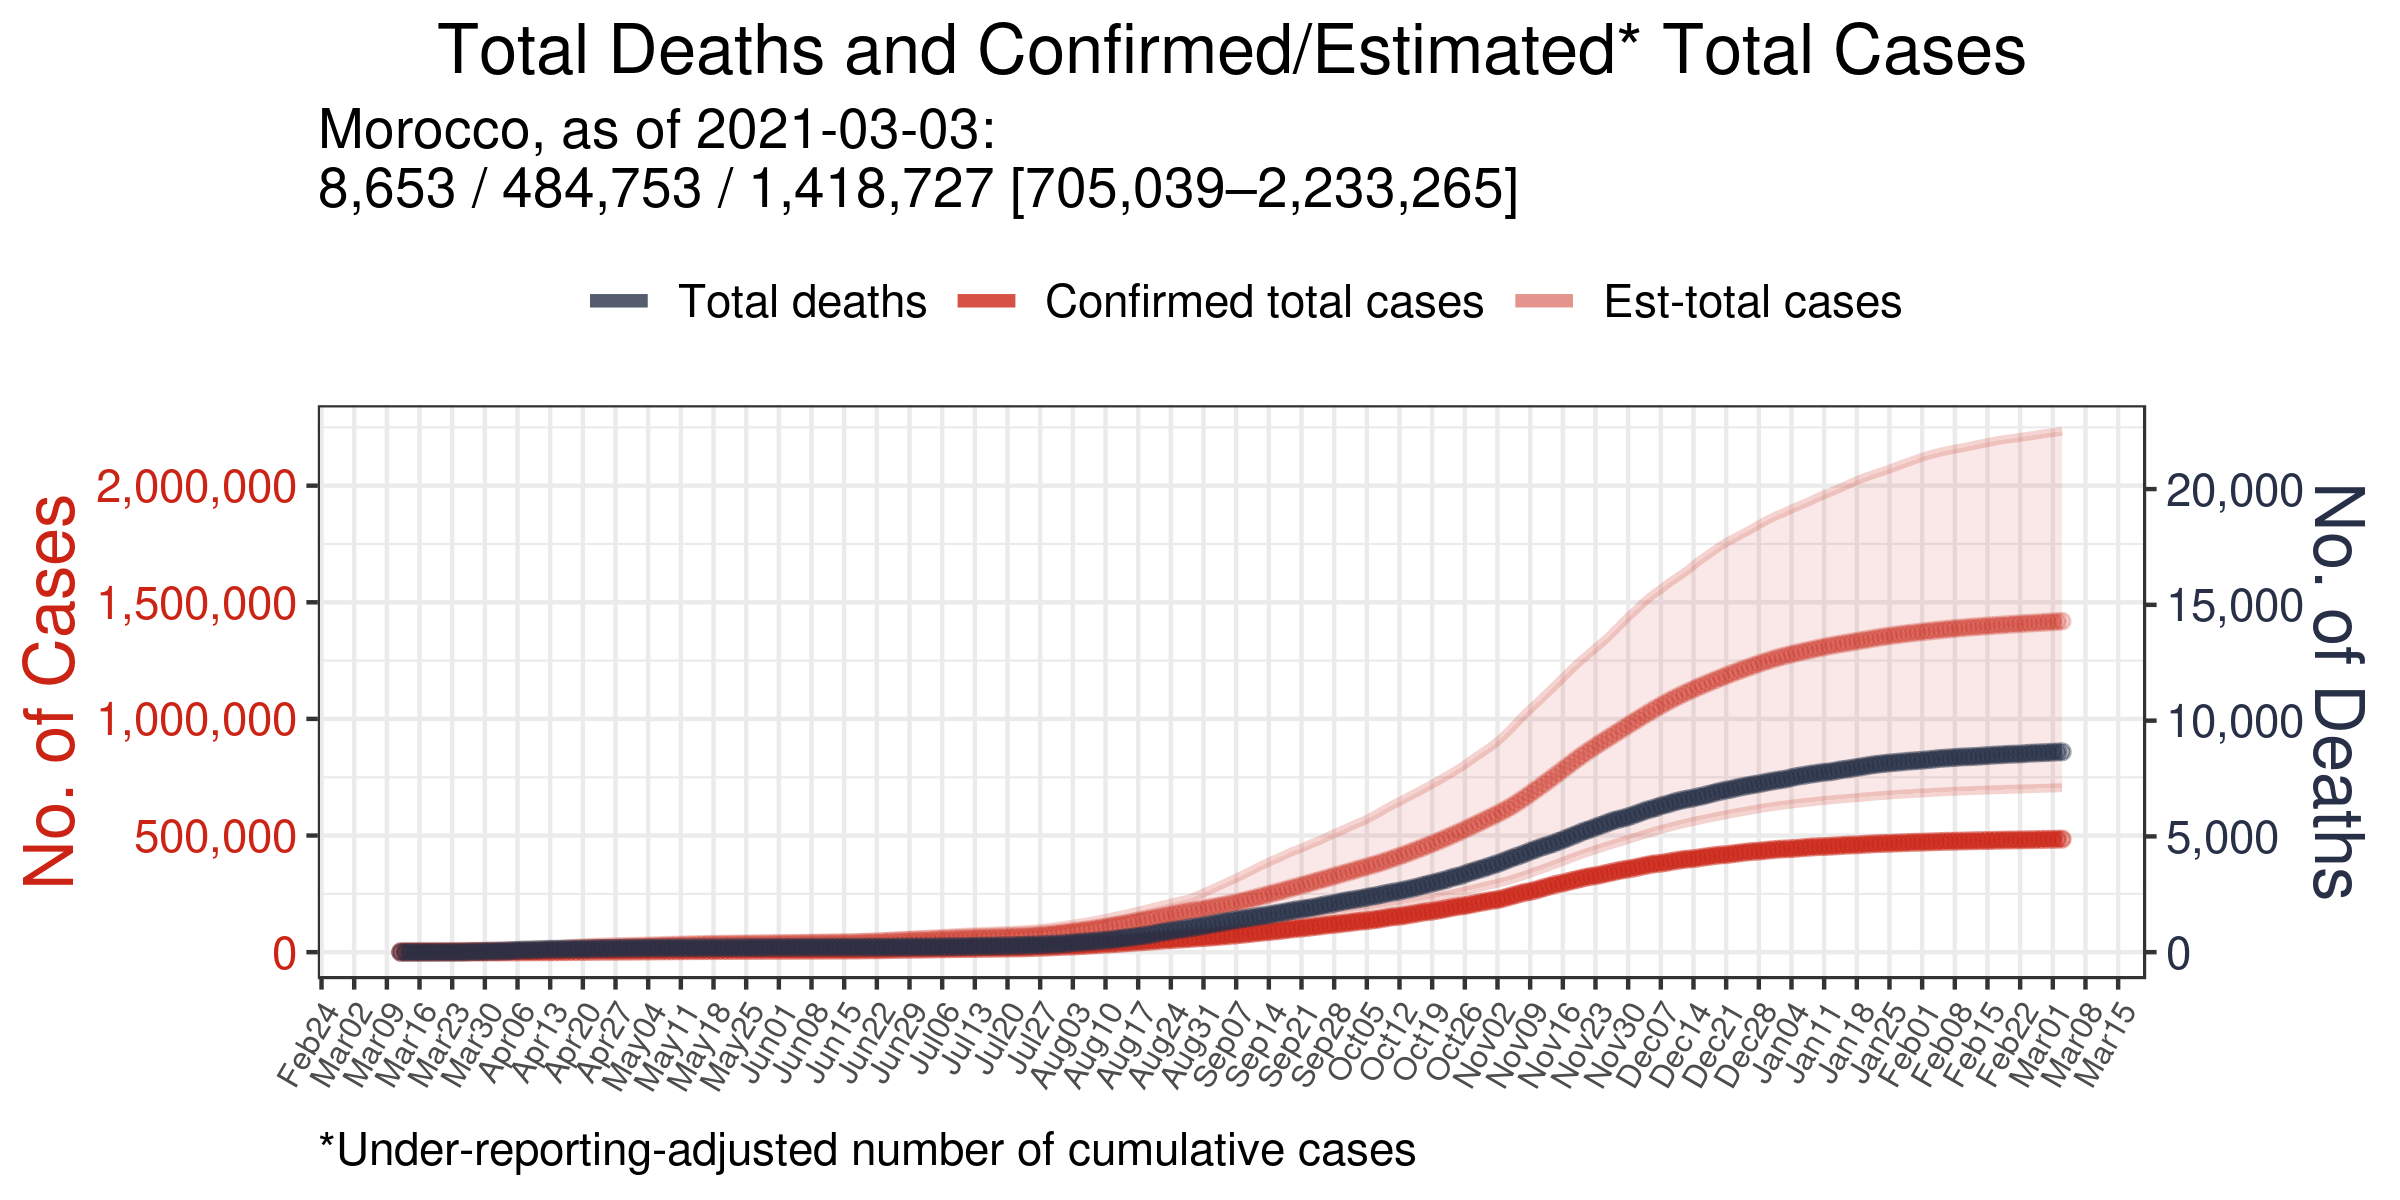 Total Deaths and Confirmed/Estimated* Total Cases
Morocco, as of 2021-03-03:
8,653 / 484,753 / 1,418,727 [705,039–2,233,265]
Total deaths Confirmed total cases Est-total cases
No. of Cases
2,000,000
1,500,000
1,000,000
500,000
0
20,000
15,000
10,000
5,000
0
No. of Deaths
Feb24 Mar02 Mar09 Mar16 Mar23 Mar30 Apr06 Apr13 Apr20 Apr27 May04 May11 May18 May25 Jun01 Jun08 Jun15 Jun22 Jun29 Jul06 Jul13 Jul20 Jul27 Aug03 Aug10 Aug17 Aug24 Aug31 Sep07 Sep14 Sep21 Sep28 Oct05 Oct12 Oct19 Oct26 Nov02 Nov09 Nov16 Nov23 Nov30 Dec07 Dec14 Dec21 Dec28 Jan04 Jan11 Jan18 Jan25 Feb01 Feb08 Feb15 Feb22 Mar01 Mar08 Mar15
*Under-reporting-adjusted number of cumulative cases